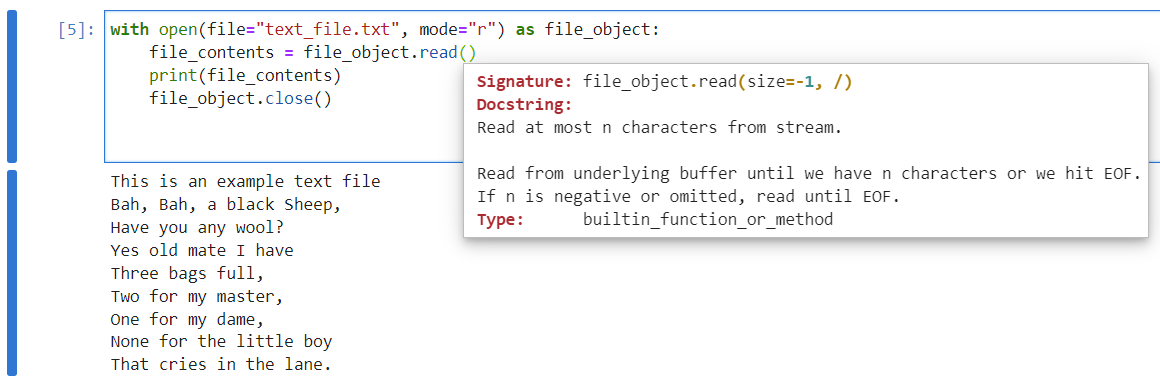 [5]: with open(file="text_file.txt", mode="r") as file_object:
    file_contents = file_object.read()
    print(file_contents)
    file_object.close()
Signature: file_object.read(size=-1, /)
Docstring:
Read at most n characters from stream.

Read from underlying buffer until we have n characters or we hit EOF.
If n is negative or omitted, read until EOF.
Type:      builtin_function_or_method
This is an example text file
Bah, Bah, a black Sheep,
Have you any wool?
Yes old mate I have
Three bags full,
Two for my master,
One for my dame,
None for the little boy
That cries in the lane.